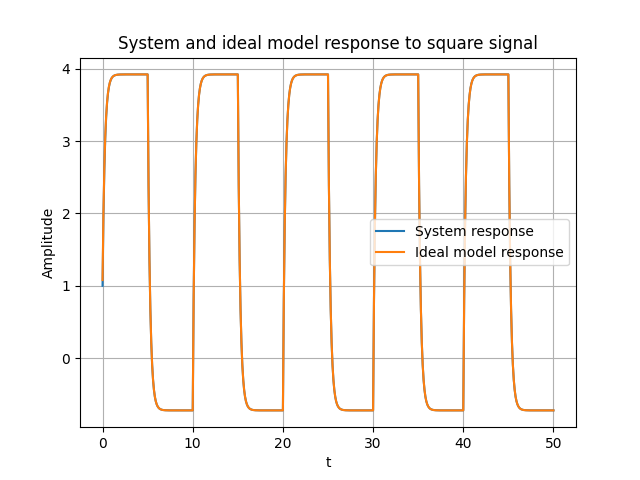 System and ideal model response to square signal
4
3
2
1
0
Amplitude
System response
Ideal model response
0 10 20 30 40 50
t